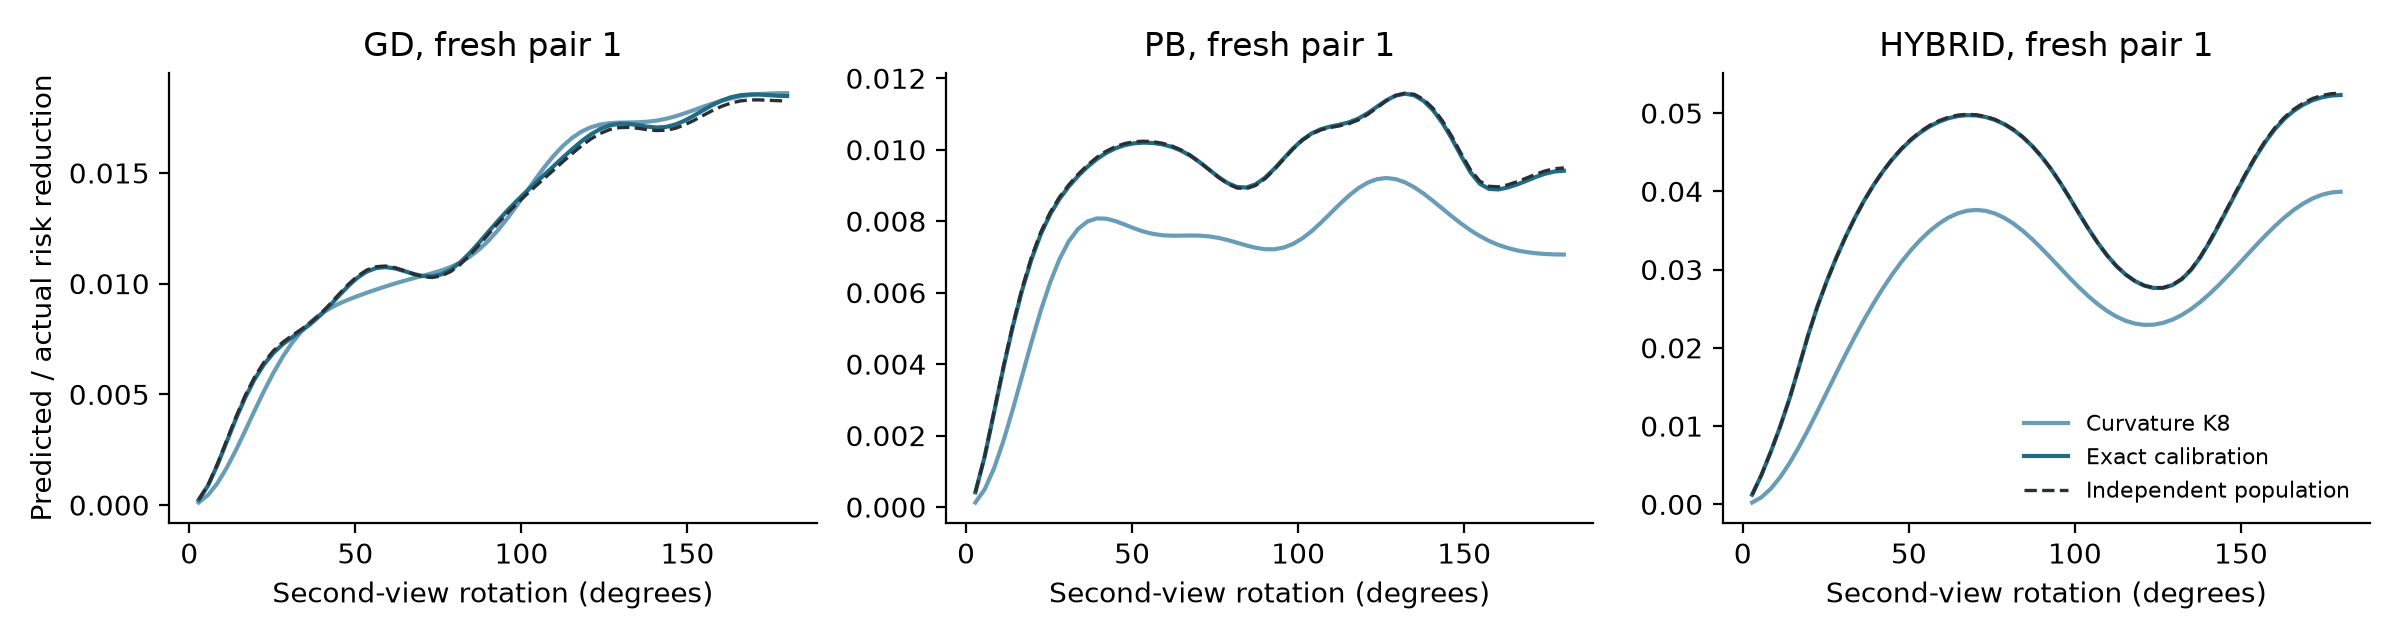 GD, fresh pair 1
Predicted / actual risk reduction
0.015
0.010
0.005
0.000
0
50
100
150
Second-view rotation (degrees)
PB, fresh pair 1
0.012
0.010
0.008
0.006
0.004
0.002
0.000
0
50
100
150
Second-view rotation (degrees)
HYBRID, fresh pair 1
0.05
0.04
0.03
0.02
0.01
0.00
0
50
100
150
Second-view rotation (degrees)
Curvature K8
Exact calibration
Independent population